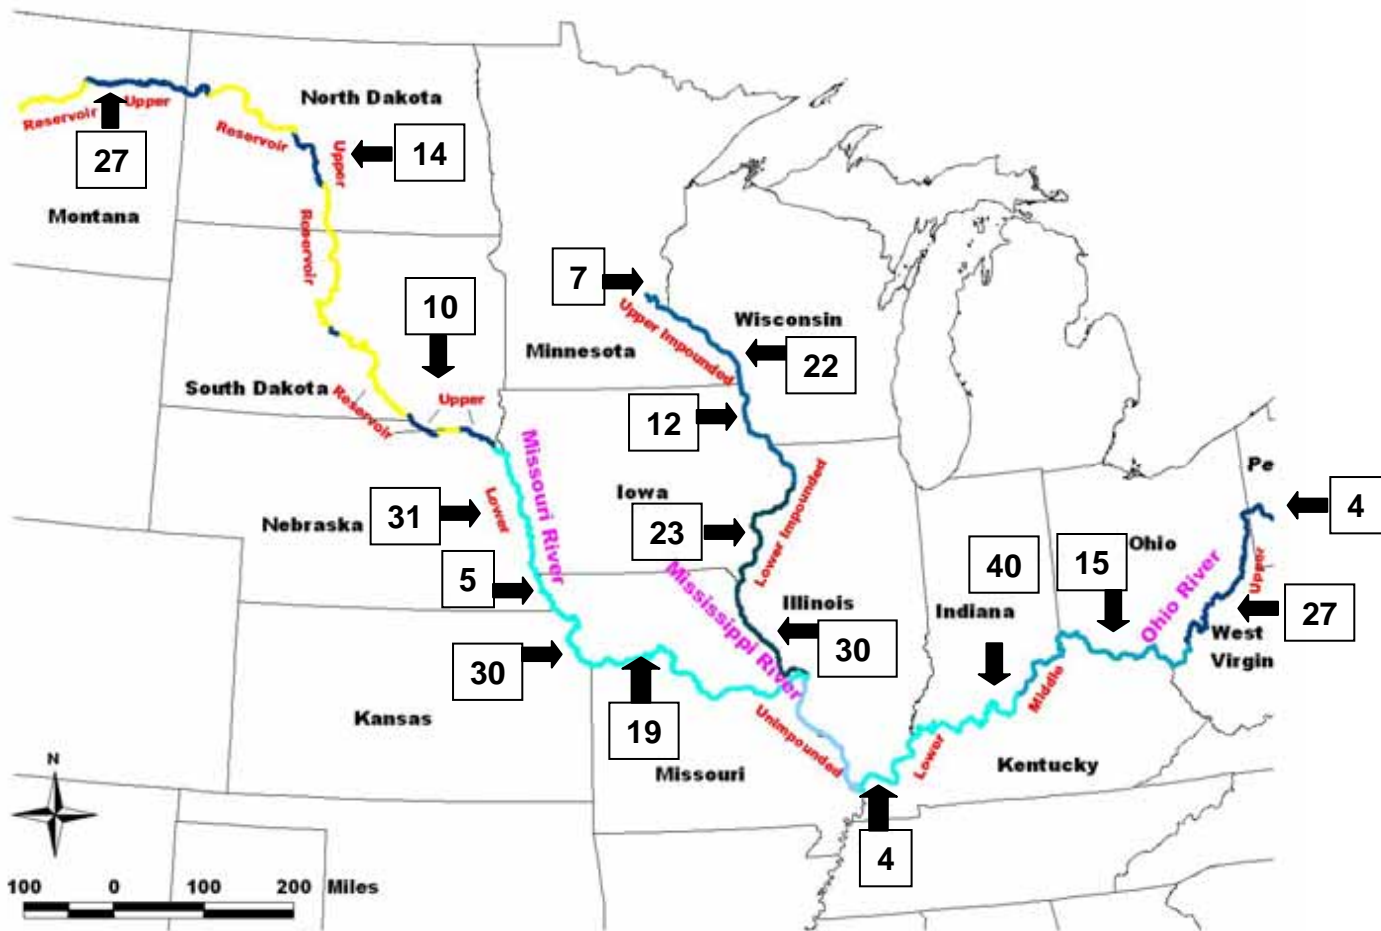 North Dakota
Reservoir
Upper
27
Reservoir
Upper
14
Montana
Reservoir
7
Upper Impounded
10
Wisconsin
Minnesota
22
South Dakota
Reservoir
Upper
12
Missouri River
Lower Impounded
Pe
Iowa
Lower
31
Nebraska
23
4
Ohio
40
15
Ohio River
Upper
5
Mississippi River
Illinois
Indiana
27
West
Virgin
30
30
Middle
Kansas
19
Unimpounded
Lower
Missouri
Kentucky
N
4
100 0 100 200 Miles